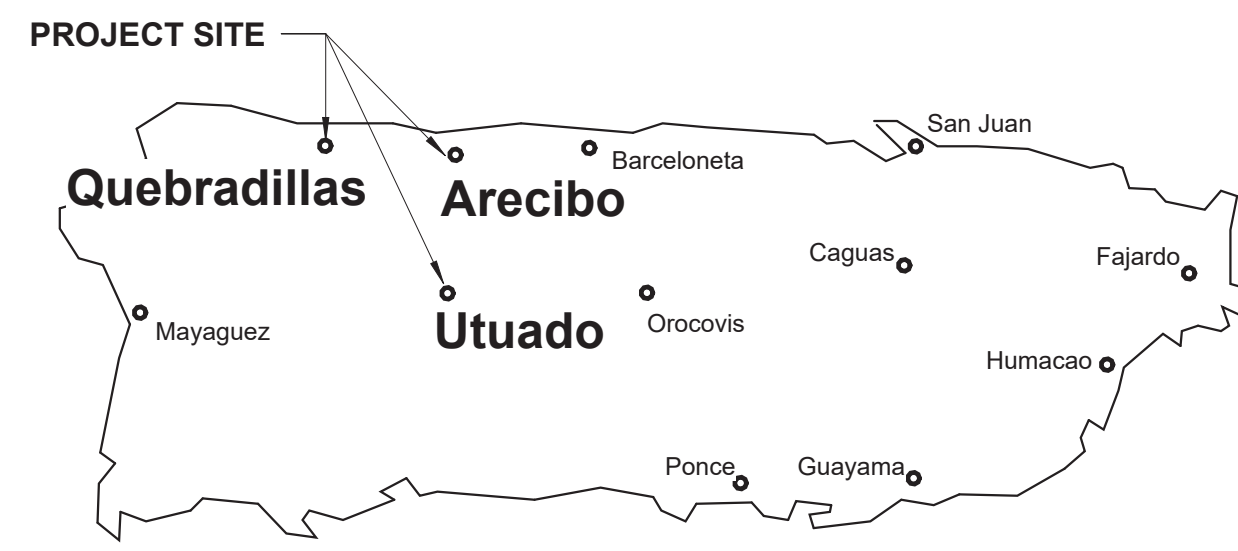 PROJECT SITE
San Juan
Barceloneta
Quebradillas
Arecibo
Caguas
Fajardo
Mayaguez
Utuado
Orocovis
Humacao
Ponce
Guayama